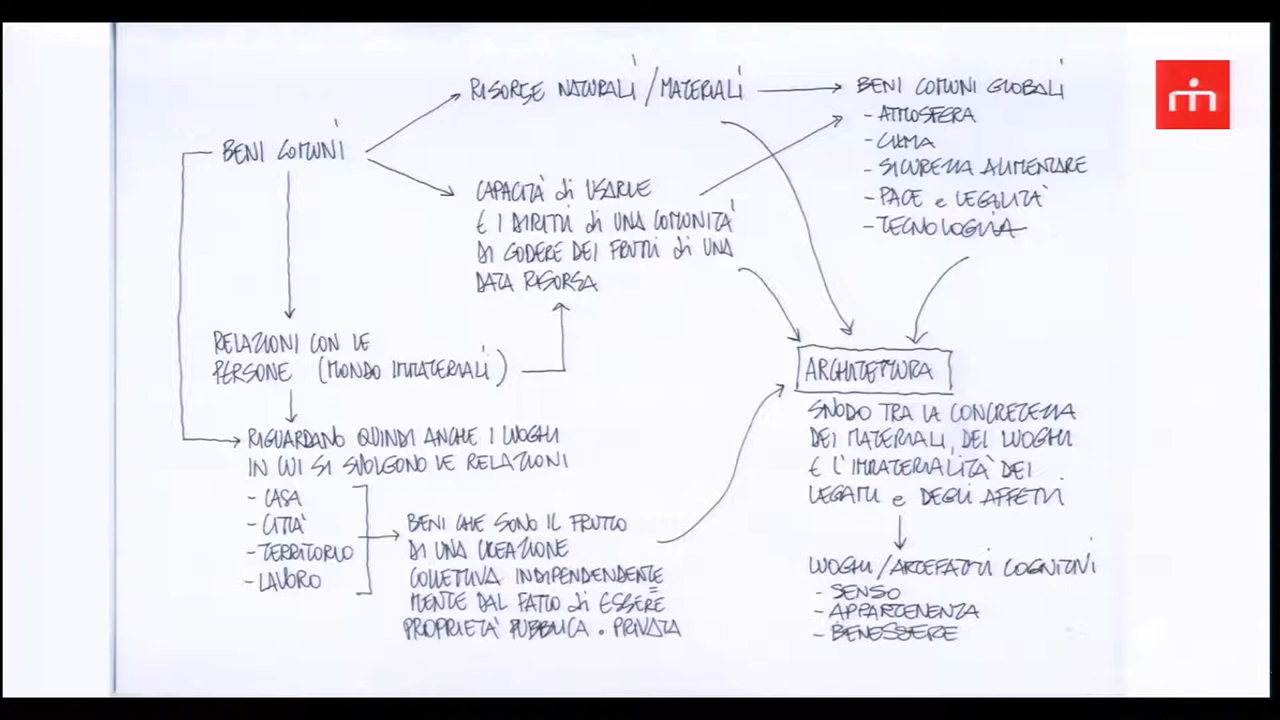 RISORSE NATURALI / MATERIALI
BENI COMUNI GLOBALI
- ATMOSFERA
- CLIMA
- SICUREZZA ALIMENTARE
- PACE e LEGALITÀ
- TECNOLOGIA
BENI COMUNI
CAPACITÀ di USARLE
E I DIRITTI di UNA COMUNITÀ
DI GODERE DEI FRUTTI di UNA
DATA RISORSA
RELAZIONI CON LE
PERSONE (MONDO IMMATERIALI)
ARCHITETTURA
SNODO TRA LA CONCRETEZZA
DEI MATERIALI, DEI LUOGHI
E L'IMMATERIALITÀ DEI
LEGAMI e DEGLI AFFETTI
RIGUARDANO QUINDI ANCHE I LUOGHI
IN CUI SI SVOLGONO LE RELAZIONI
- CASA
- CITTÀ
- TERRITORIO
- LAVORO
BENI CHE SONO IL FRUTTO
DI UNA CREAZIONE
COLLETTIVA INDIPENDENTE
MENTE DAL FATTO di ESSERE
PROPRIETÀ PUBBLICA o PRIVATA
LUOGHI / ARTEFATTI COGNITIVI
- SENSO
- APPARTENENZA
- BENESSERE